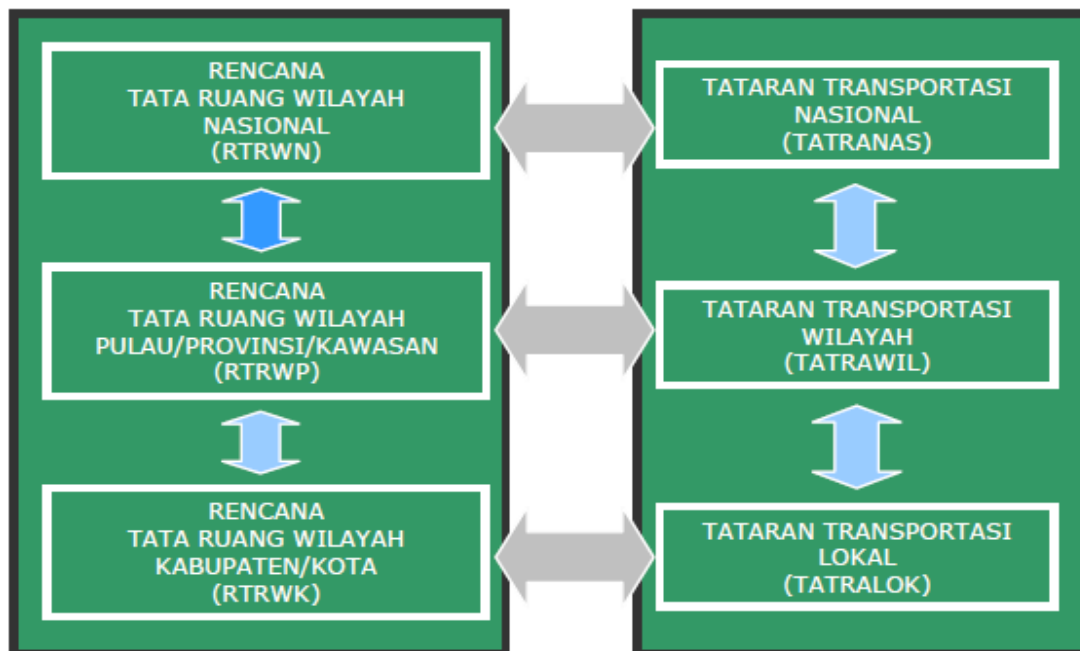 RENCANA
TATA RUANG WILAYAH
NASIONAL
(RTRWN)
TATARAN TRANSPORTASI
NASIONAL
(TATRANAS)
RENCANA
TATA RUANG WILAYAH
PULAU/PROVINSI/KAWASAN
(RTRWP)
TATARAN TRANSPORTASI
WILAYAH
(TATRAWIL)
RENCANA
TATA RUANG WILAYAH
KABUPATEN/KOTA
(RTRWK)
TATARAN TRANSPORTASI
LOKAL
(TATRALOK)